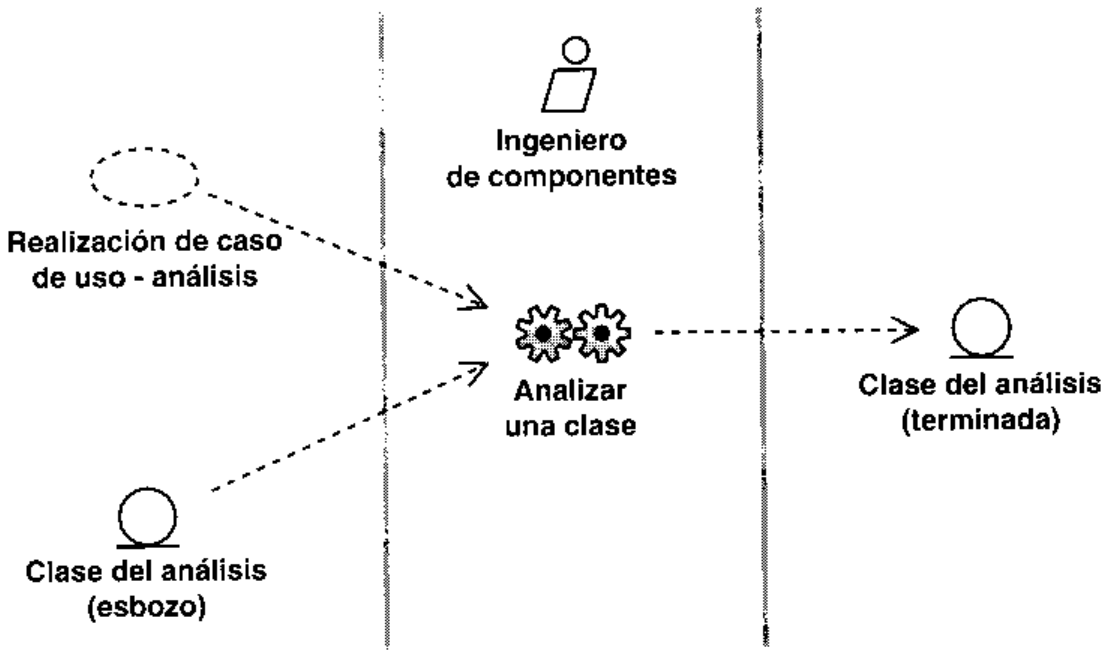 Ingeniero
de componentes
Realización de caso
de uso - análisis
Analizar
una clase
Clase del análisis
(terminada)
Clase del análisis
(esbozo)